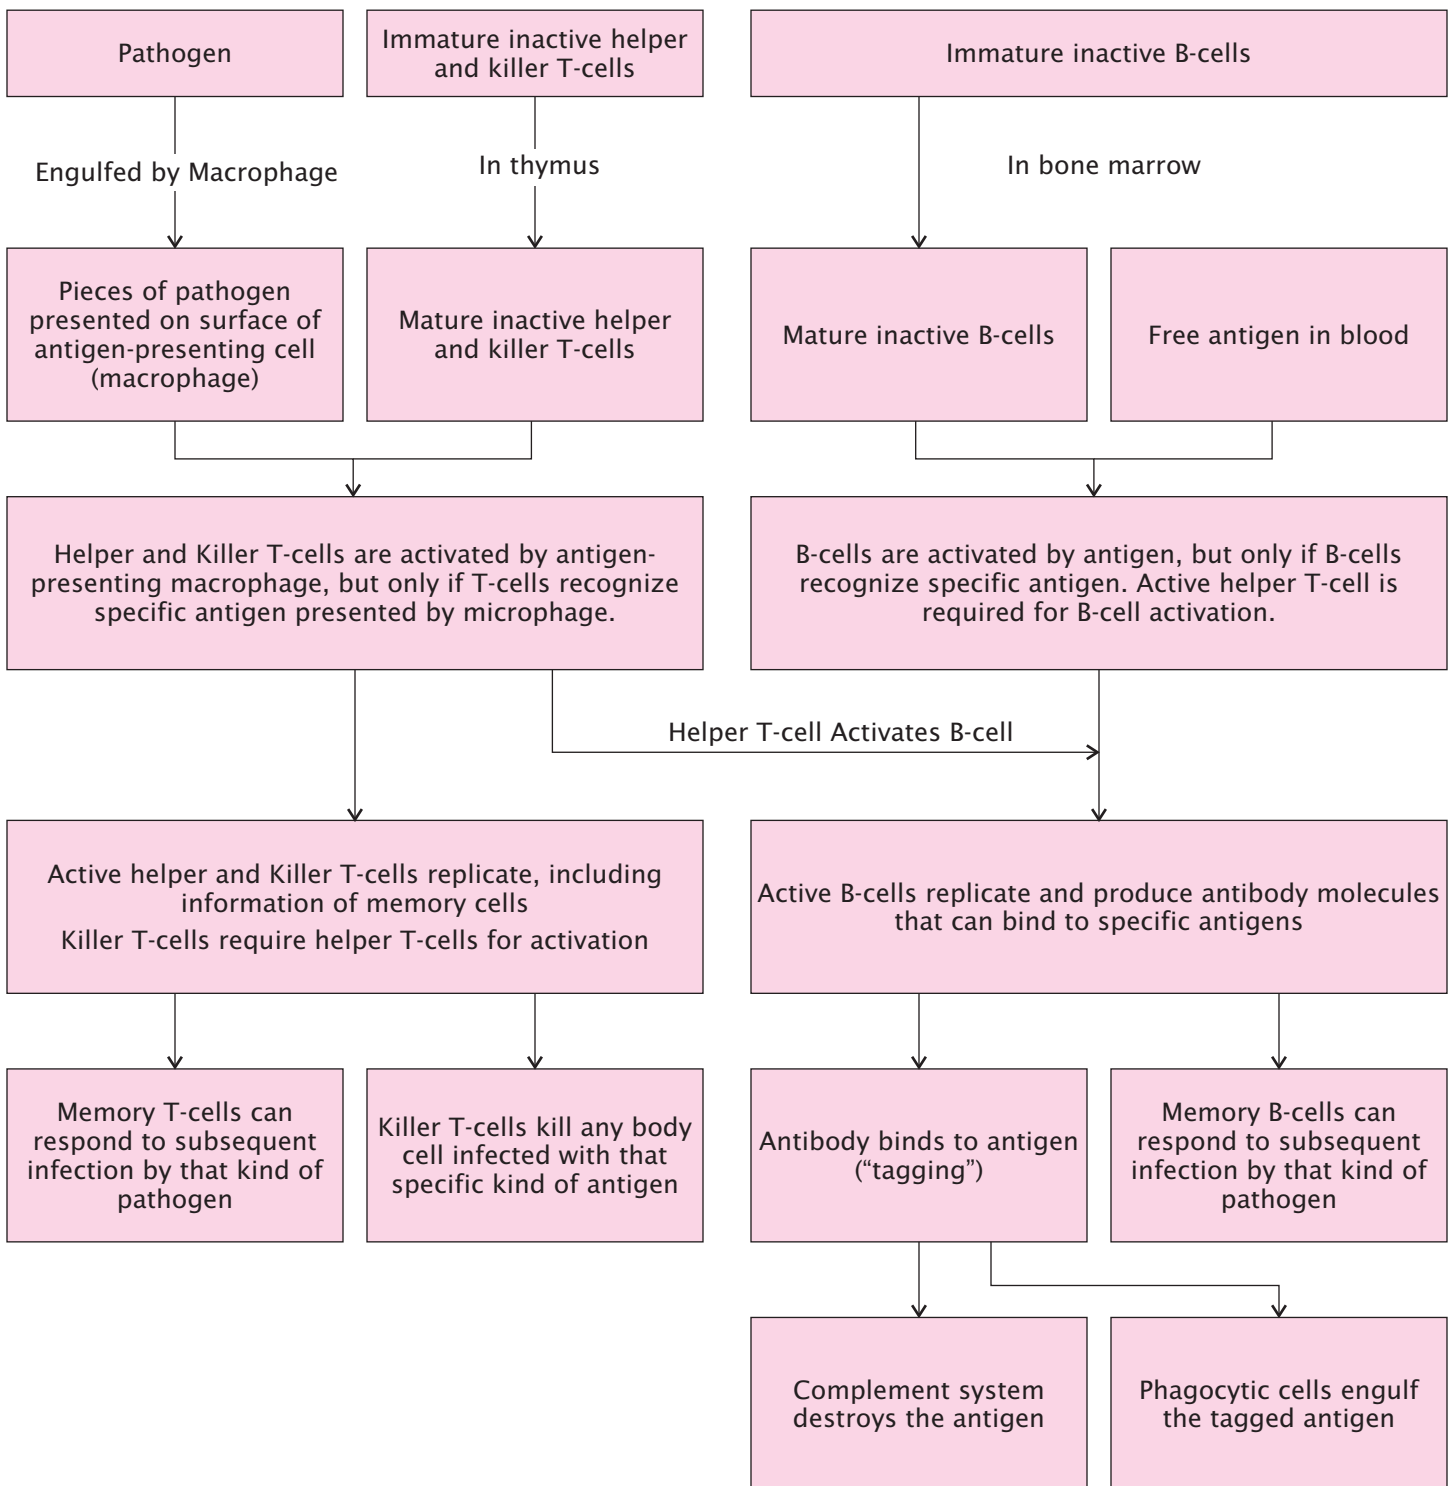 Pathogen
Immature inactive helper
and killer T-cells
Immature inactive B-cells
Engulfed by Macrophage
In thymus
In bone marrow
Pieces of pathogen
presented on surface of
antigen-presenting cell
(macrophage)
Mature inactive helper
and killer T-cells
Mature inactive B-cells
Free antigen in blood
Helper and Killer T-cells are activated by antigen-
presenting macrophage, but only if T-cells recognize
specific antigen presented by microphage.
B-cells are activated by antigen, but only if B-cells
recognize specific antigen. Active helper T-cell is
required for B-cell activation.
Helper T-cell Activates B-cell
Active helper and Killer T-cells replicate, including
information of memory cells
Killer T-cells require helper T-cells for activation
Active B-cells replicate and produce antibody molecules
that can bind to specific antigens
Memory T-cells can
respond to subsequent
infection by that kind of
pathogen
Killer T-cells kill any body
cell infected with that
specific kind of antigen
Antibody binds to antigen
(“tagging”)
Memory B-cells can
respond to subsequent
infection by that kind of
pathogen
Complement system
destroys the antigen
Phagocytic cells engulf
the tagged antigen